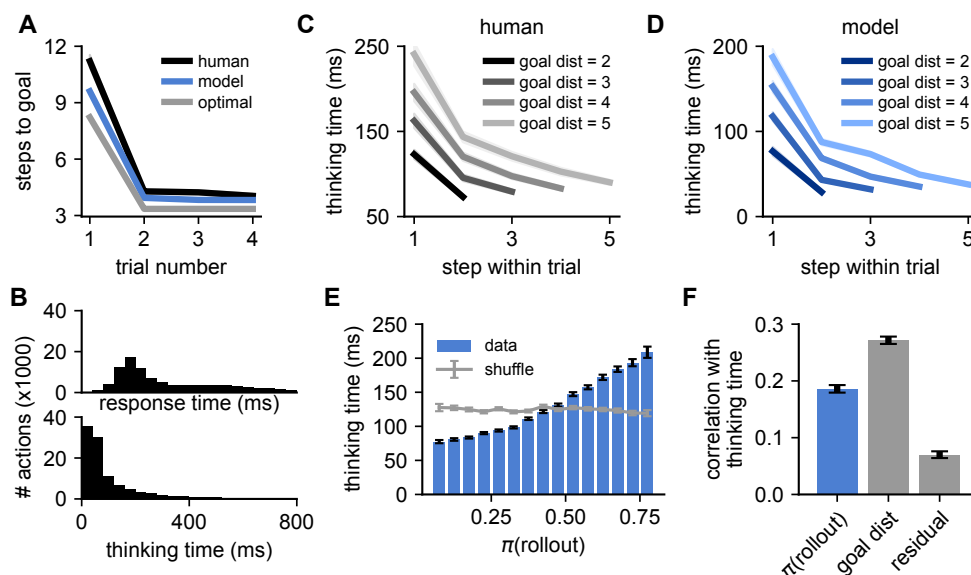 A
12
9
6
3
steps to goal
human
model
optimal
1
2
3
4
trial number
C
human
250
150
50
thinking time (ms)
goal dist = 2
goal dist = 3
goal dist = 4
goal dist = 5
1
3
5
step within trial
D
model
200
100
0
thinking time (ms)
goal dist = 2
goal dist = 3
goal dist = 4
goal dist = 5
1
3
5
step within trial
B
# actions (x1000)
40
20
0
response time (ms)
40
20
0
0
400
800
thinking time (ms)
E
250
200
150
100
50
0
thinking time (ms)
data
shuffle
0.25
0.50
0.75
π(rollout)
F
0.3
0.2
0.1
0.0
correlation with
thinking time
π(rollout)
goal dist
residual